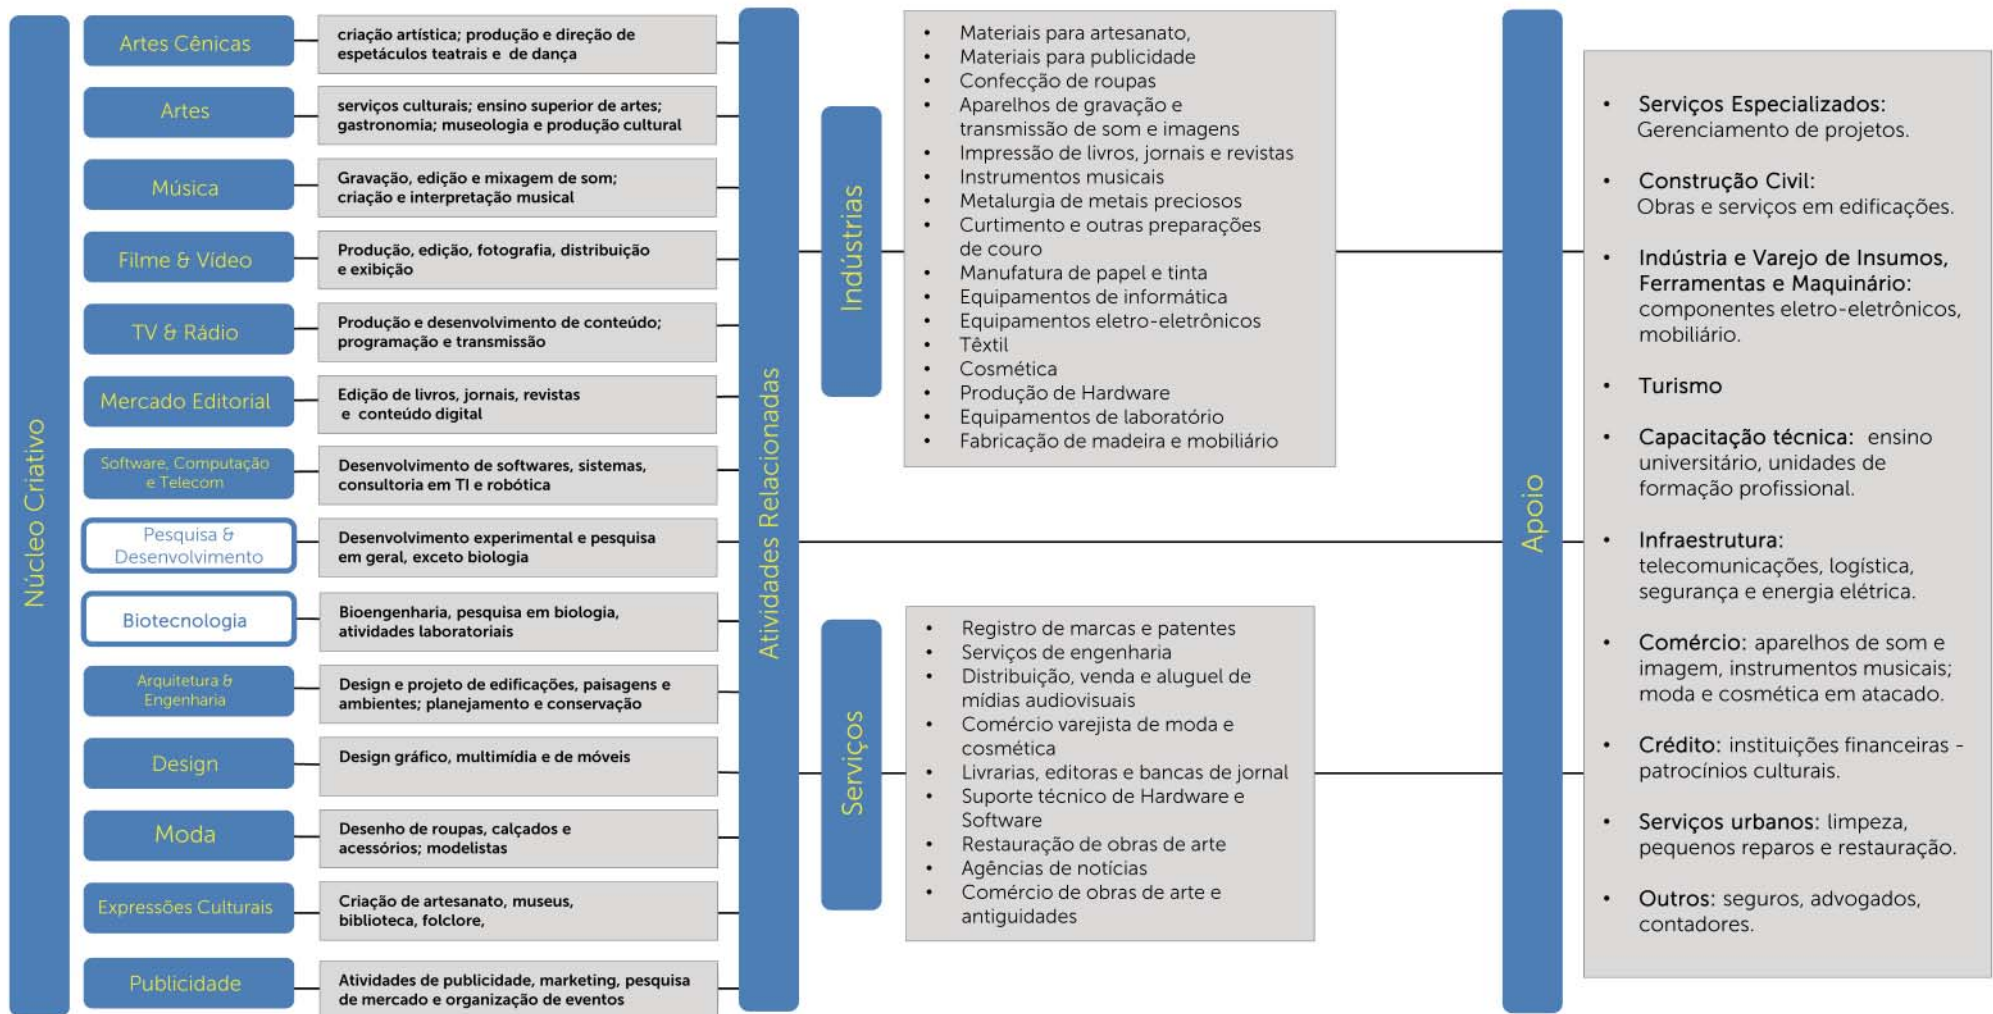 Núcleo Criativo
Artes Cênicas
criação artística; produção e direção de
espetáculos teatrais e de dança
Artes
serviços culturais; ensino superior de artes;
gastronomia; museologia e produção cultural
Música
Gravação, edição e mixagem de som;
criação e interpretação musical
Filme & Vídeo
Produção, edição, fotografia, distribuição
e exibição
TV & Rádio
Produção e desenvolvimento de conteúdo;
programação e transmissão
Mercado Editorial
Edição de livros, jornais, revistas
e conteúdo digital
Software, Computação
e Telecom
Desenvolvimento de softwares, sistemas,
consultoria em TI e robótica
Pesquisa &
Desenvolvimento
Desenvolvimento experimental e pesquisa
em geral, exceto biologia
Biotecnologia
Bioengenharia, pesquisa em biologia,
atividades laboratoriais
Arquitetura &
Engenharia
Design e projeto de edificações, paisagens e
ambientes; planejamento e conservação
Design
Design gráfico, multimídia e de móveis
Moda
Desenho de roupas, calçados e
acessórios; modelistas
Expressões Culturais
Criação de artesanato, museus,
biblioteca, folclore,
Publicidade
Atividades de publicidade, marketing, pesquisa
de mercado e organização de eventos
Atividades Relacionadas
Indústrias
• Materiais para artesanato,
• Materiais para publicidade
• Confecção de roupas
• Aparelhos de gravação e
transmissão de som e imagens
• Impressão de livros, jornais e revistas
• Instrumentos musicais
• Metalurgia de metais preciosos
• Curtimento e outras preparações
de couro
• Manufatura de papel e tinta
• Equipamentos de informática
• Equipamentos eletro-eletrônicos
• Têxtil
• Cosmética
• Produção de Hardware
• Equipamentos de laboratório
• Fabricação de madeira e mobiliário
Serviços
• Registro de marcas e patentes
• Serviços de engenharia
• Distribuição, venda e aluguel de
mídias audiovisuais
• Comércio varejista de moda e
cosmética
• Livrarias, editoras e bancas de jornal
• Suporte técnico de Hardware e
Software
• Restauração de obras de arte
• Agências de notícias
• Comércio de obras de arte e
antiguidades
Apoio
• Serviços Especializados:
Gerenciamento de projetos.
• Construção Civil:
Obras e serviços em edificações.
• Indústria e Varejo de Insumos,
Ferramentas e Maquinário:
componentes eletro-eletrônicos,
mobiliário.
• Turismo
• Capacitação técnica: ensino
universitário, unidades de
formação profissional.
• Infraestrutura:
telecomunicações, logística,
segurança e energia elétrica.
• Comércio: aparelhos de som e
imagem, instrumentos musicais;
moda e cosmética em atacado.
• Crédito: instituições financeiras -
patrocínios culturais.
• Serviços urbanos: limpeza,
pequenos reparos e restauração.
• Outros: seguros, advogados,
contadores.